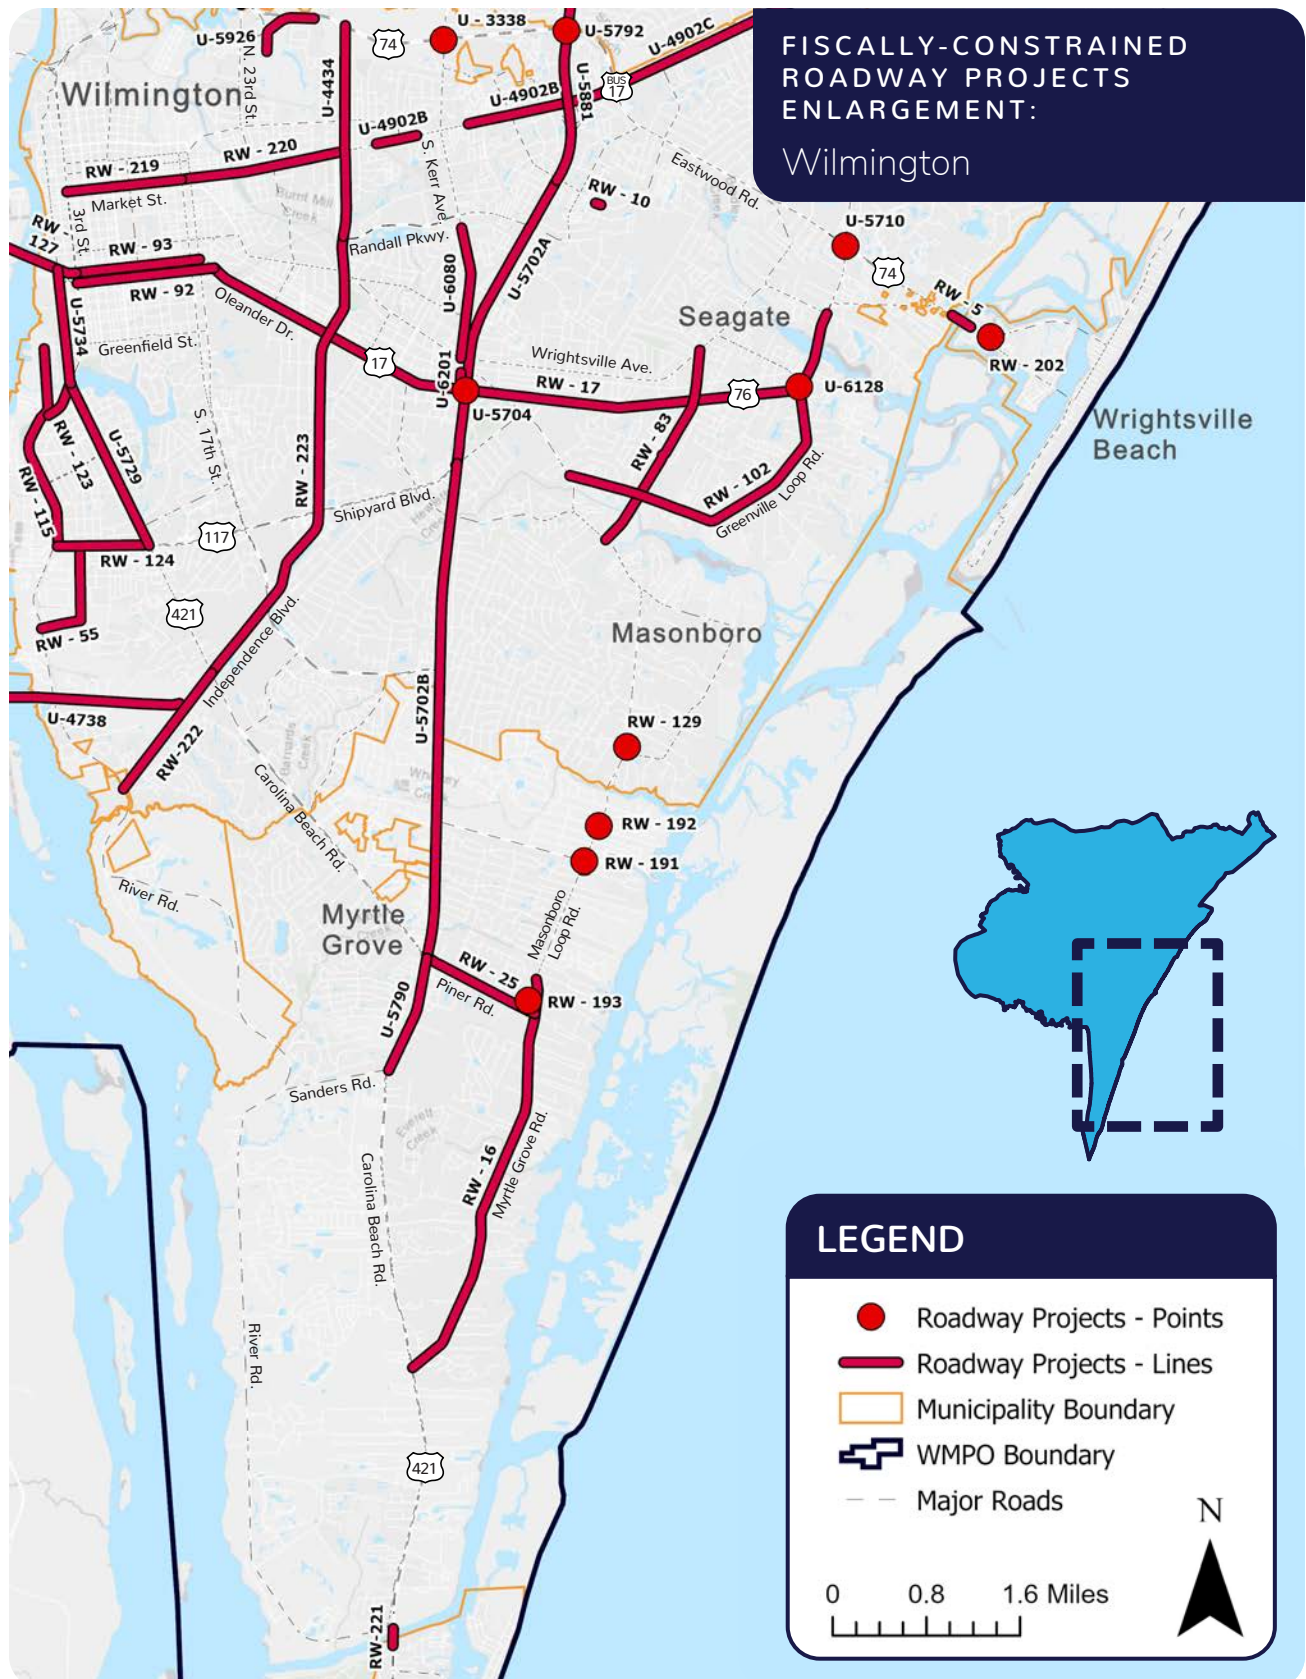 FISCALLY-CONSTRAINED
ROADWAY PROJECTS
ENLARGEMENT:
Wilmington
U-5926
N. 23rd St.
74
U - 3338
U-5792
U-4902C
Wilmington
U-4434
U-4902B
U-4902B
U-5881
BUS
17
RW - 219
RW - 220
Market St.
Burnt Mill
Creek
S. Kerr Ave.
Eastwood Rd.
RW - 10
U-5710
74
RW -
127
3rd St.
RW - 93
RW - 92
Randall Pkwy.
U-6080
U-5702A
RW - 5
RW - 202
U-5734
Oleander Dr.
Greenfield St.
17
U-6201
Seagate
Wrightsville Ave.
RW - 17
76
U-6128
U-5704
Wrightsville
Beach
RW - 123
U-5729
S. 17th St.
RW - 223
RW - 83
RW - 102
Greenville Loop Rd.
RW - 115
Shipyard Blvd.
117
RW - 124
421
RW - 55
Independence Blvd.
Masonboro
U-4738
RW-222
U-5702B
RW - 129
Barnards
Creek
Carolina Beach Rd.
RW - 192
RW - 191
River Rd.
Myrtle
Grove
Masonboro
Loop Rd.
RW - 25
Piner Rd.
RW - 193
U-5790
Sanders Rd.
Everett
Creek
RW - 16
Myrtle Grove Rd.
Carolina Beach Rd.
River Rd.
421
RW-221
LEGEND
Roadway Projects - Points
Roadway Projects - Lines
Municipality Boundary
WMPO Boundary
Major Roads
N
0 0.8 1.6 Miles